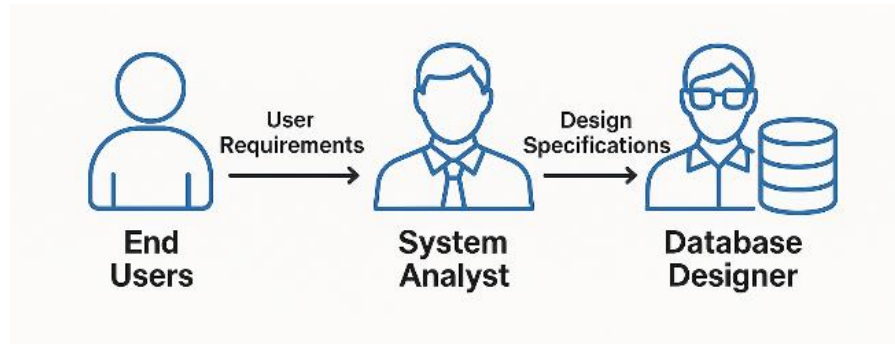 User
Requirements
Design
Specifications
End
Users
System
Analyst
Database
Designer